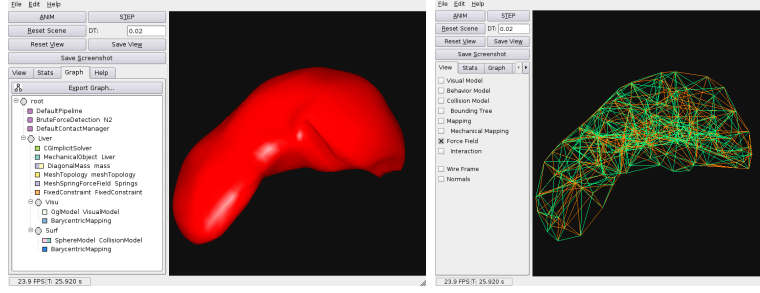 File Edit Help
ANIM STEP
Reset Scene DT: 0.02
Reset View Save View
Save Screenshot
View Stats Graph Help
Export Graph...
root
DefaultPipeline
BruteForceDetection N2
DefaultContactManager
Liver
CGImplicitSolver
MechanicalObject Liver
DiagonalMass mass
MeshTopology meshTopology
MeshSpringForceField Springs
FixedConstraint FixedConstraint
Visu
OglModel VisualModel
BarycentricMapping
Surf
SphereModel CollisionModel
BarycentricMapping
23.9 FPS T: 25.920 s
File Edit Help
ANIM STEP
Reset Scene DT: 0.02
Reset View Save View
Save Screenshot
View Stats Graph
Visual Model
Behavior Model
Collision Model
Bounding Tree
Mapping
Mechanical Mapping
Force Field
Interaction
Wire Frame
Normals
23.9 FPS T: 25.920 s